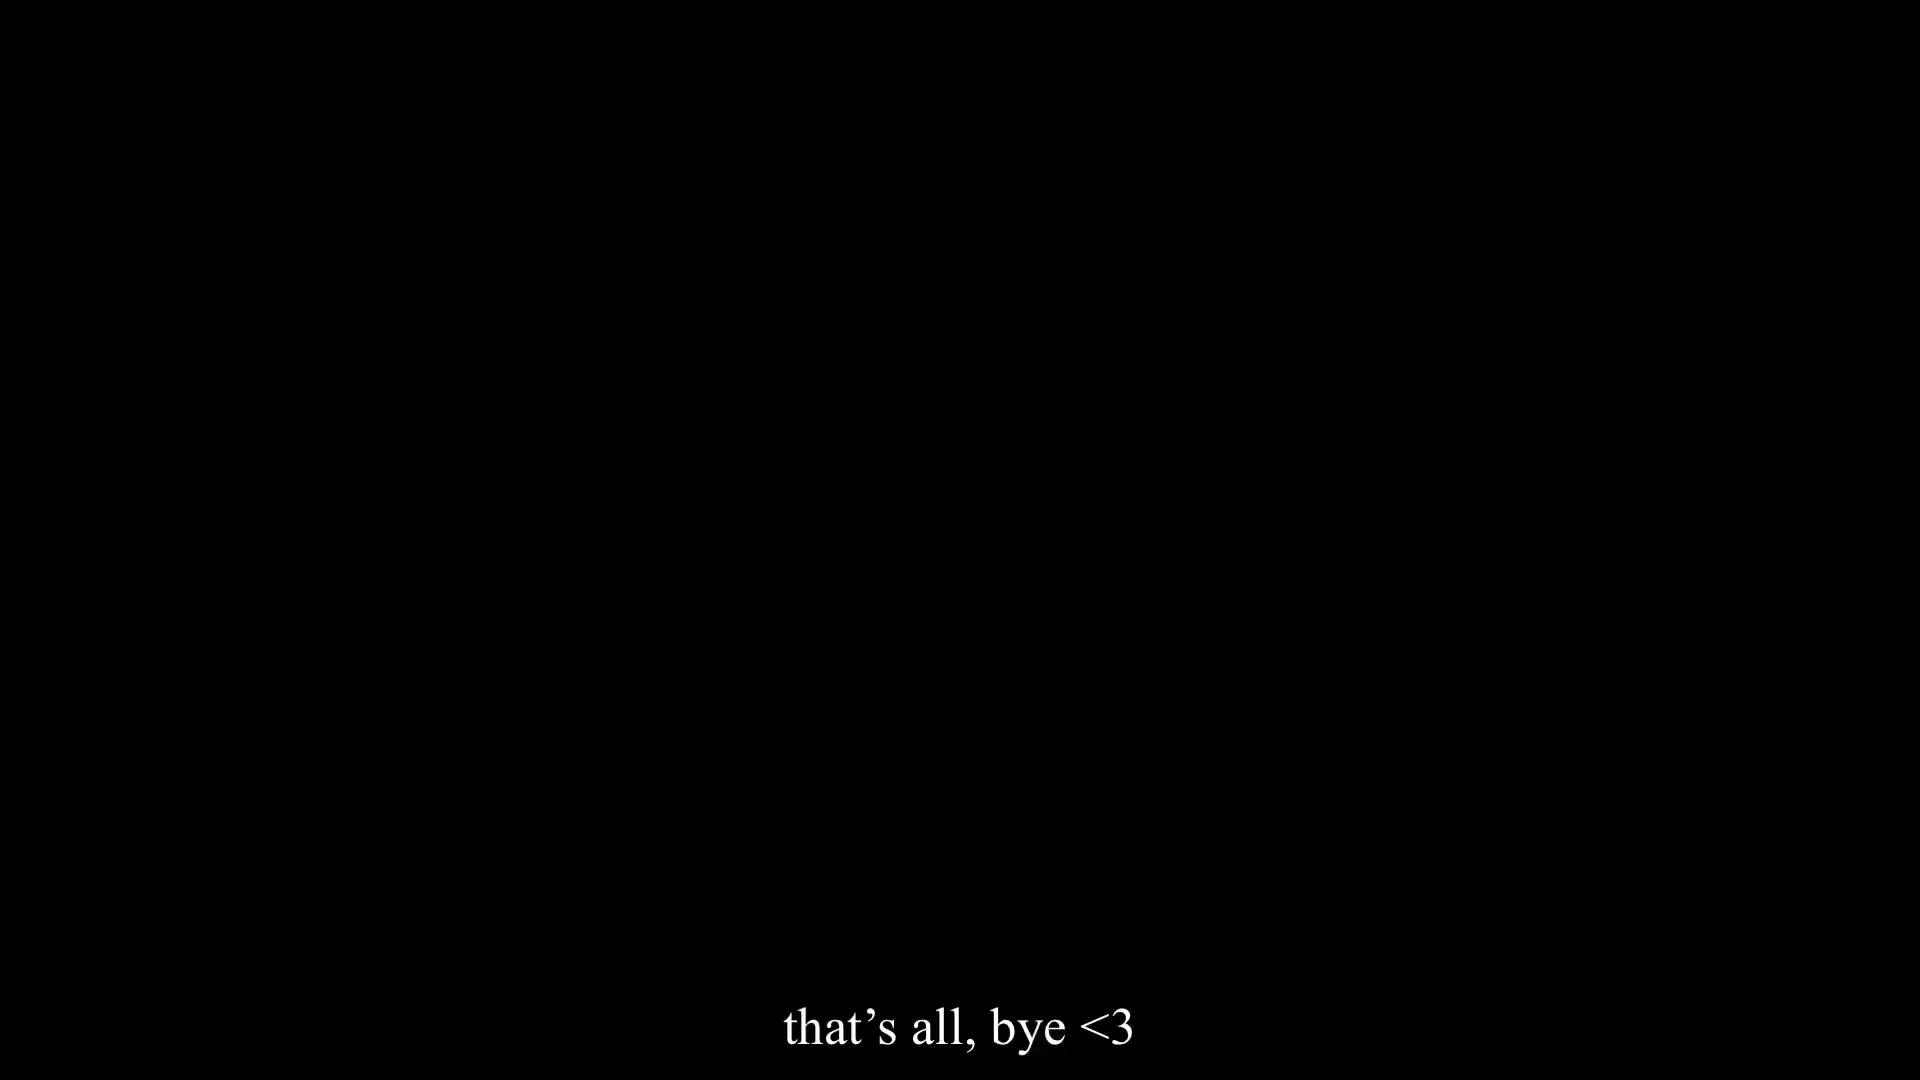 that’s all, bye <3